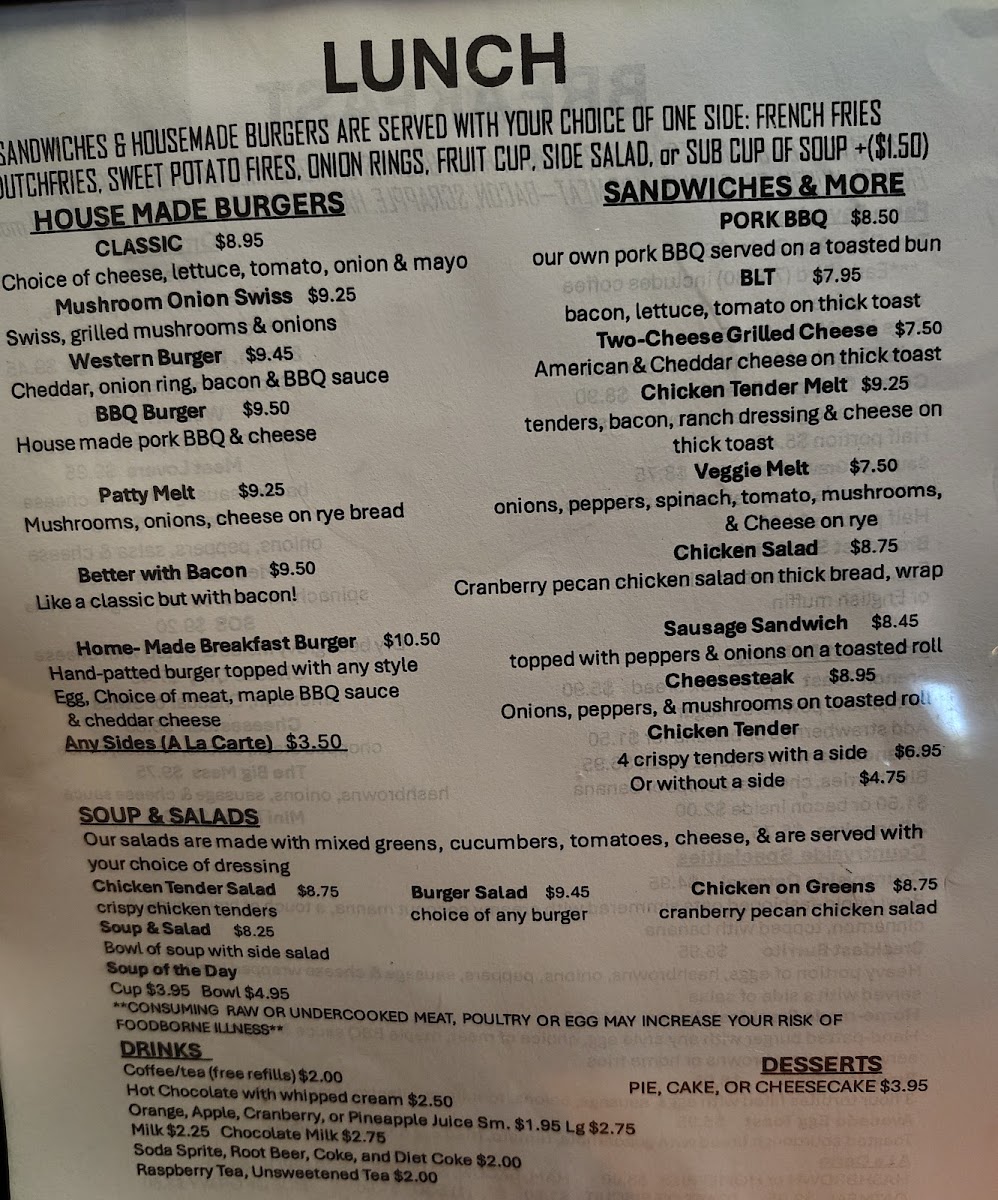 LUNCH
SANDWICHES & HOUSEMADE BURGERS ARE SERVED WITH YOUR CHOICE OF ONE SIDE: FRENCH FRIES
DUTCHFRIES, SWEET POTATO FIRES, ONION RINGS, FRUIT CUP, SIDE SALAD, or SUB CUP OF SOUP +($1.50)
HOUSE MADE BURGERS
CLASSIC $8.95
Choice of cheese, lettuce, tomato, onion & mayo
Mushroom Onion Swiss $9.25
Swiss, grilled mushrooms & onions
Western Burger $9.45
Cheddar, onion ring, bacon & BBQ sauce
BBQ Burger $9.50
House made pork BBQ & cheese
Patty Melt $9.25
Mushrooms, onions, cheese on rye bread
Better with Bacon $9.50
Like a classic but with bacon!
Home- Made Breakfast Burger $10.50
Hand-patted burger topped with any style
Egg, Choice of meat, maple BBQ sauce
& cheddar cheese
Any Sides (A La Carte) $3.50
SANDWICHES & MORE
PORK BBQ $8.50
our own pork BBQ served on a toasted bun
BLT $7.95
bacon, lettuce, tomato on thick toast
Two-Cheese Grilled Cheese $7.50
American & Cheddar cheese on thick toast
Chicken Tender Melt $9.25
tenders, bacon, ranch dressing & cheese on
thick toast
Veggie Melt $7.50
onions, peppers, spinach, tomato, mushrooms,
& Cheese on rye
Chicken Salad $8.75
Cranberry pecan chicken salad on thick bread, wrap
Sausage Sandwich $8.45
topped with peppers & onions on a toasted roll
Cheesesteak $8.95
Onions, peppers, & mushrooms on toasted roll
Chicken Tender
4 crispy tenders with a side $6.95
Or without a side $4.75
SOUP & SALADS
Our salads are made with mixed greens, cucumbers, tomatoes, cheese, & are served with
your choice of dressing
Chicken Tender Salad $8.75
crispy chicken tenders
Burger Salad $9.45
choice of any burger
Chicken on Greens $8.75
cranberry pecan chicken salad
Soup & Salad $8.25
Bowl of soup with side salad
Soup of the Day
Cup $3.95 Bowl $4.95
**CONSUMING RAW OR UNDERCOOKED MEAT, POULTRY OR EGG MAY INCREASE YOUR RISK OF
FOODBORNE ILLNESS**
DRINKS
Coffee/tea (free refills) $2.00
Hot Chocolate with whipped cream $2.50
Orange, Apple, Cranberry, or Pineapple Juice Sm. $1.95 Lg $2.75
Milk $2.25 Chocolate Milk $2.75
Soda Sprite, Root Beer, Coke, and Diet Coke $2.00
Raspberry Tea, Unsweetened Tea $2.00
DESSERTS
PIE, CAKE, OR CHEESECAKE $3.95